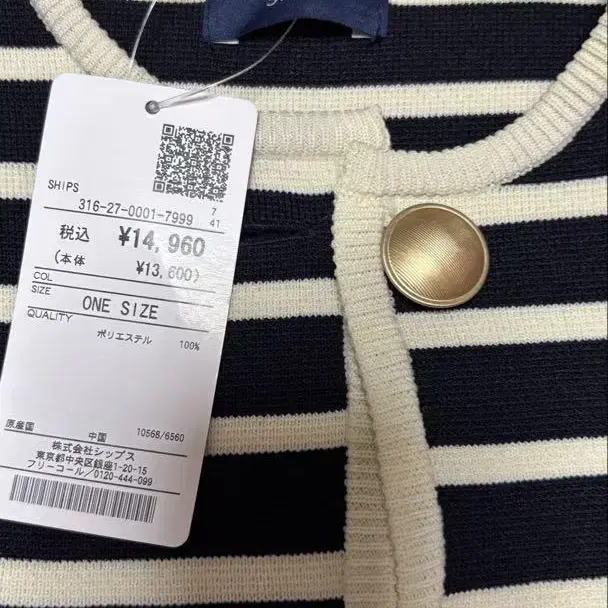 SHIPS
316-27-0001-7999 7
41
税込 ¥14,960
(本体 ¥13,600)
COL
SIZE ONE SIZE
QUALITY
ポリエステル 100%
原産国 中国 10568/6560
株式会社シップス
東京都中央区銀座1-20-15
フリーコール/0120-444-099